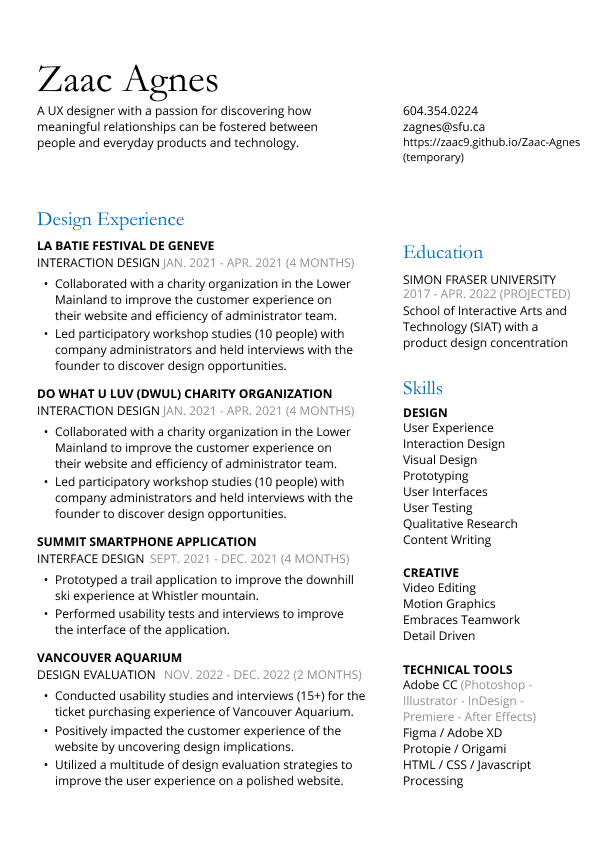 Zaac Agnes
A UX designer with a passion for discovering how
meaningful relationships can be fostered between
people and everyday products and technology.
604.354.0224
zagnes@sfu.ca
https://zaac9.github.io/Zaac-Agnes
(temporary)
Design Experience
LA BATIE FESTIVAL DE GENEVE
INTERACTION DESIGN JAN. 2021 - APR. 2021 (4 MONTHS)
• Collaborated with a charity organization in the Lower
Mainland to improve the customer experience on
their website and efficiency of administrator team.
• Led participatory workshop studies (10 people) with
company administrators and held interviews with the
founder to discover design opportunities.
DO WHAT U LUV (DWUL) CHARITY ORGANIZATION
INTERACTION DESIGN JAN. 2021 - APR. 2021 (4 MONTHS)
• Collaborated with a charity organization in the Lower
Mainland to improve the customer experience on
their website and efficiency of administrator team.
• Led participatory workshop studies (10 people) with
company administrators and held interviews with the
founder to discover design opportunities.
SUMMIT SMARTPHONE APPLICATION
INTERFACE DESIGN SEPT. 2021 - DEC. 2021 (4 MONTHS)
• Prototyped a trail application to improve the downhill
ski experience at Whistler mountain.
• Performed usability tests and interviews to improve
the interface of the application.
VANCOUVER AQUARIUM
DESIGN EVALUATION NOV. 2022 - DEC. 2022 (2 MONTHS)
• Conducted usability studies and interviews (15+) for the
ticket purchasing experience of Vancouver Aquarium.
• Positively impacted the customer experience of the
website by uncovering design implications.
• Utilized a multitude of design evaluation strategies to
improve the user experience on a polished website.
Education
SIMON FRASER UNIVERSITY
2017 - APR. 2022 (PROJECTED)
School of Interactive Arts and
Technology (SIAT) with a
product design concentration
Skills
DESIGN
User Experience
Interaction Design
Visual Design
Prototyping
User Interfaces
User Testing
Qualitative Research
Content Writing
CREATIVE
Video Editing
Motion Graphics
Embraces Teamwork
Detail Driven
TECHNICAL TOOLS
Adobe CC (Photoshop -
Illustrator - InDesign -
Premiere - After Effects)
Figma / Adobe XD
Protopie / Origami
HTML / CSS / Javascript
Processing